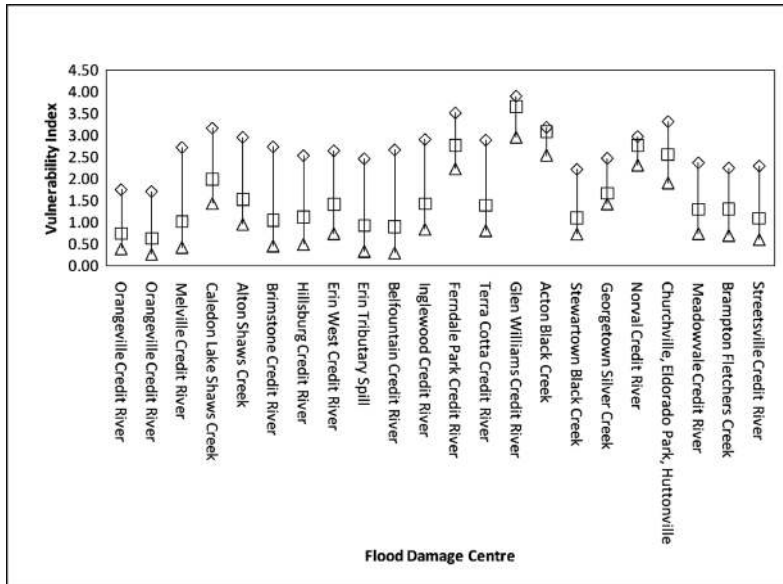 Vulnerability Index
4.50
4.00
3.50
3.00
2.50
2.00
1.50
1.00
0.50
0.00
Orangeville Credit River
Orangeville Credit River
Melville Credit River
Caledon Lake Shaws Creek
Alton Shaws Creek
Brimstone Credit River
Hillsburg Credit River
Erin West Credit River
Erin Tributary Spill
Belfountain Credit River
Inglewood Credit River
Ferndale Park Credit River
Terra Cotta Credit River
Glen Williams Credit River
Acton Black Creek
Stewartown Black Creek
Georgetown Silver Creek
Norval Credit River
Churchville, Eldorado Park, Huttonville
Meadowvale Credit River
Brampton Fletchers Creek
Streetsville Credit River
Flood Damage Centre